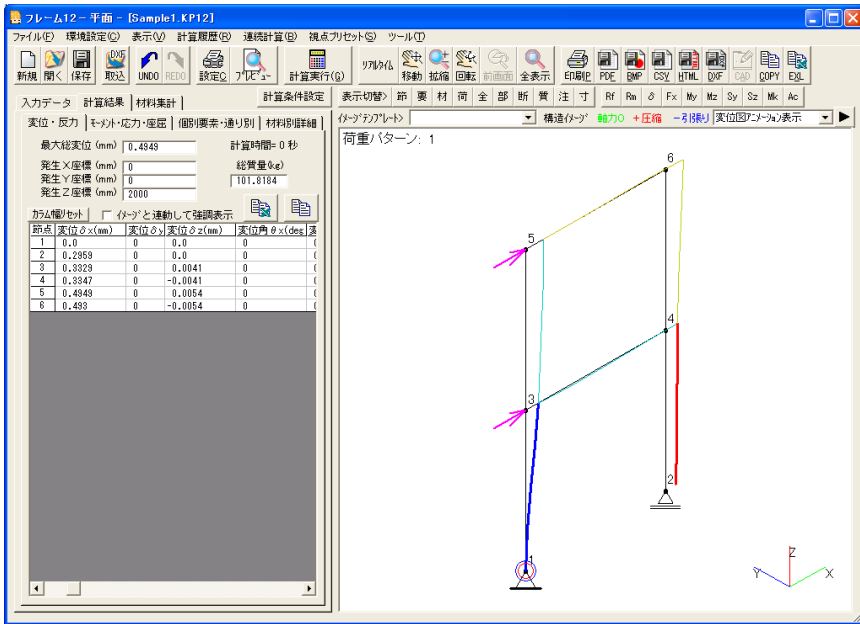 フレーム12－平面 － [Sample1.KP12]
ファイル(F) 環境設定(C) 表示(V) 計算履歴(R) 連続計算(B) 視点プリセット(S) ツール(T)
DXF
新規 開く 保存 取込 UNDO REDO 設定Q プレビュー 計算実行(g) リアルタイム 移動 拡縮 回転 前画面 全表示 印刷P PDF BMP CSV HTML DXF CAD COPY EXL
入力データ 計算結果 材料集計 計算条件設定 表示切替> 節 要 材 荷 全 部 断 質 注 寸 Rf Rm δ Fx My Mz Sy Sz Mk Ac
変位・反力 モーメント・応力・座屈 個別要素・通り別 材料別詳細
イメージテンプレート> 構造イメージ 軸力0 +圧縮 -引張り 変位図アニメーション表示
最大総変位 (mm) 0.4949 計算時間= 0 秒
発生X座標 (mm) 0 総質量(kg)
発生Y座標 (mm) 0 101.8184
発生Z座標 (mm) 2000
カラム幅リセット イメージと連動して強調表示
節点 変位δx(mm) 変位δy 変位δz(mm) 変位角θx(deg 変
1 0.0 0 0.0 0
2 0.2959 0 0.0 0
3 0.3329 0 0.0041 0
4 0.3347 0 -0.0041 0
5 0.4949 0 0.0054 0
6 0.493 0 -0.0054 0
荷重パターン: 1
6
5
4
3
2
1
Z
Y X